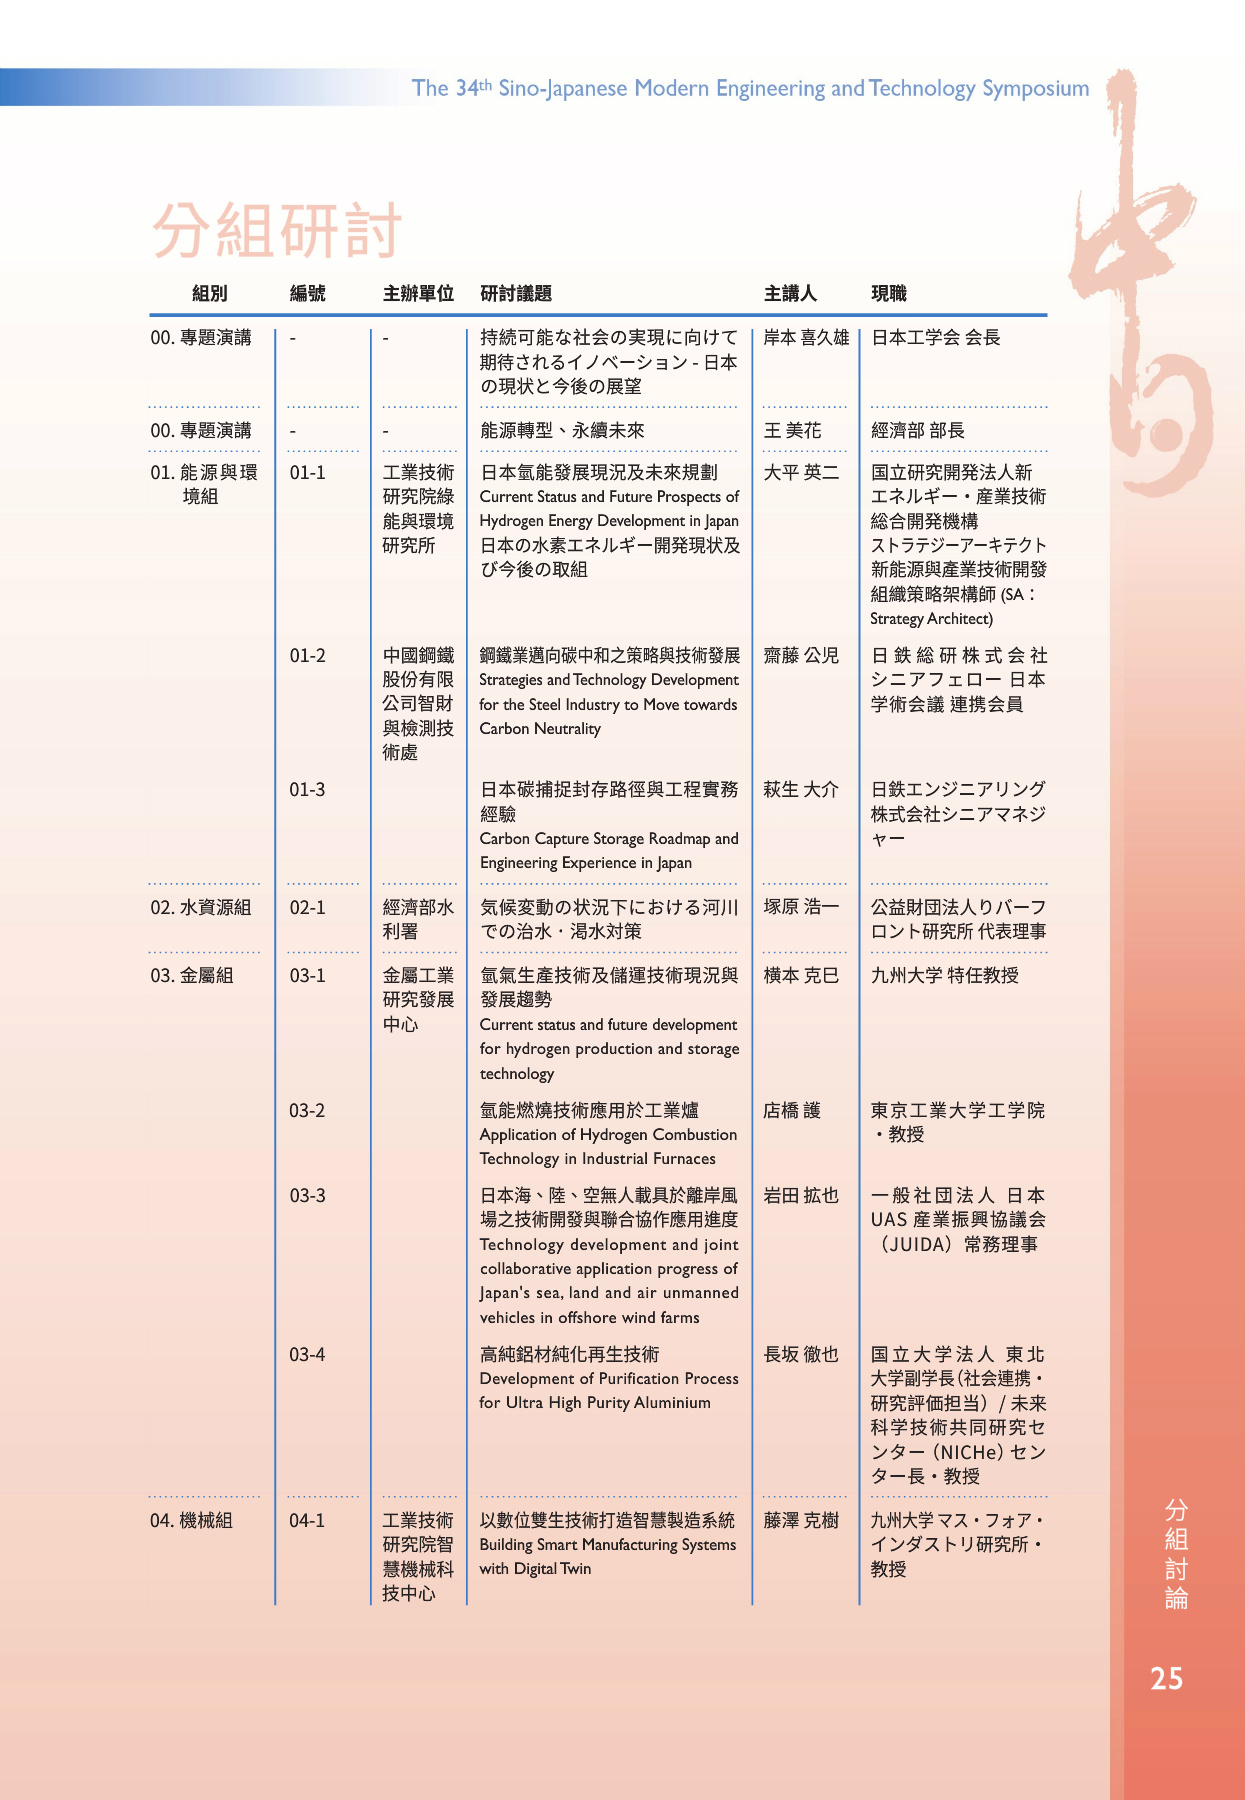 The 34th Sino-Japanese Modern Engineering and Technology Symposium
分組研討
組別 編號 主辦單位 研討議題 主講人 現職
00. 專題演講 - - 持続可能な社会の実現に向けて 岸本 喜久雄 日本工学会 会長
期待されるイノベーション - 日本
の現状と今後の展望
00. 專題演講 - - 能源轉型、永續未來 王 美花 經濟部 部長
01. 能源與環 01-1 工業技術 日本氫能發展現況及未來規劃 大平 英二 国立研究開発法人新
境組 研究院綠 Current Status and Future Prospects of エネルギー・産業技術
能與環境 Hydrogen Energy Development in Japan 総合開発機構
研究所 日本の水素エネルギー開発現状及 ストラテジーアーキテクト
び今後の取組 新能源與產業技術開發
組織策略架構師 (SA：
Strategy Architect)
01-2 中國鋼鐵 鋼鐵業邁向碳中和之策略與技術發展 齋藤 公児 日鉄総研株式会社
股份有限 Strategies and Technology Development シニアフェロー 日本
公司智財 for the Steel Industry to Move towards 学術会議 連携会員
與檢測技 Carbon Neutrality
術處
01-3 日本碳捕捉封存路徑與工程實務 萩生 大介 日鉄エンジニアリング
經驗 株式会社シニアマネジ
Carbon Capture Storage Roadmap and ャー
Engineering Experience in Japan
02. 水資源組 02-1 經濟部水 気候変動の状況下における河川 塚原 浩一 公益財団法人りバーフ
利署 での治水・渇水対策 ロント研究所 代表理事
03. 金屬組 03-1 金屬工業 氫氣生產技術及儲運技術現況與 横本 克巳 九州大学 特任教授
研究發展 發展趨勢
中心 Current status and future development
for hydrogen production and storage
technology
03-2 氫能燃燒技術應用於工業爐 店橋 護 東京工業大学工学院
Application of Hydrogen Combustion ・教授
Technology in Industrial Furnaces
03-3 日本海、陸、空無人載具於離岸風 岩田 拡也 一般社団法人 日本
場之技術開發與聯合協作應用進度 UAS 産業振興協議会
Technology development and joint （JUIDA）常務理事
collaborative application progress of
Japan's sea, land and air unmanned
vehicles in offshore wind farms
03-4 高純鋁材純化再生技術 長坂 徹也 国立大学法人 東北
Development of Purification Process 大学副学長（社会連携・
for Ultra High Purity Aluminium 研究評価担当）/ 未来
科学技術共同研究セ
ンター（NICHe）セン
ター長・教授
04. 機械組 04-1 工業技術 以數位雙生技術打造智慧製造系統 藤澤 克樹 九州大学 マス・フォア・
研究院智 Building Smart Manufacturing Systems インダストリ研究所・
慧機械科 with Digital Twin 教授
技中心
分組討論
25